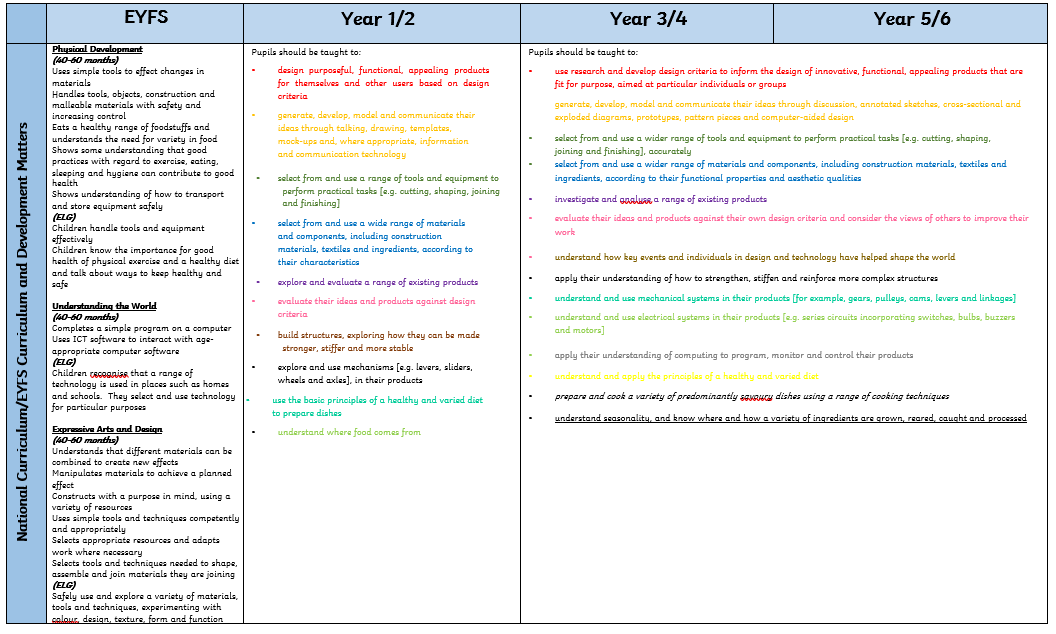 EYFS
Year 1/2
Year 3/4
Year 5/6
National Curriculum/EYFS Curriculum and Development Matters
Physical Development
(40-60 months)
Uses simple tools to effect changes in
materials
Handles tools, objects, construction and
malleable materials with safety and
increasing control
Eats a healthy range of foodstuffs and
understands the need for variety in food
Shows some understanding that good
practices with regard to exercise, eating,
sleeping and hygiene can contribute to good
health
Shows understanding of how to transport
and store equipment safely
(ELG)
Children handle tools and equipment
effectively
Children know the importance for good
health of physical exercise and a healthy diet
and talk about ways to keep healthy and
safe
Understanding the World
(40-60 months)
Completes a simple program on a computer
Uses ICT software to interact with age-
appropriate computer software
(ELG)
Children recognise that a range of
technology is used in places such as homes
and schools. They select and use technology
for particular purposes
Expressive Arts and Design
(40-60 months)
Understands that different materials can be
combined to create new effects
Manipulates materials to achieve a planned
effect
Constructs with a purpose in mind, using a
variety of resources
Uses simple tools and techniques competently
and appropriately
Selects appropriate resources and adapts
work where necessary
Selects tools and techniques needed to shape,
assemble and join materials they are joining
(ELG)
Safely use and explore a variety of materials,
tools and techniques, experimenting with
colour, design, texture, form and function
Pupils should be taught to:
• design purposeful, functional, appealing products
for themselves and other users based on design
criteria
• generate, develop, model and communicate their
ideas through talking, drawing, templates,
mock-ups and, where appropriate, information
and communication technology
• select from and use a range of tools and equipment to
perform practical tasks [e.g. cutting, shaping, joining
and finishing]
• select from and use a wide range of materials
and components, including construction
materials, textiles and ingredients, according to
their characteristics
• explore and evaluate a range of existing products
• evaluate their ideas and products against design
criteria
• build structures, exploring how they can be made
stronger, stiffer and more stable
• explore and use mechanisms [e.g. levers, sliders,
wheels and axles], in their products
• use the basic principles of a healthy and varied diet
to prepare dishes
• understand where food comes from
Pupils should be taught to:
• use research and develop design criteria to inform the design of innovative, functional, appealing products that are
fit for purpose, aimed at particular individuals or groups
generate, develop, model and communicate their ideas through discussion, annotated sketches, cross-sectional and
exploded diagrams, prototypes, pattern pieces and computer-aided design
• select from and use a wider range of tools and equipment to perform practical tasks [e.g. cutting, shaping,
joining and finishing], accurately
• select from and use a wider range of materials and components, including construction materials, textiles and
ingredients, according to their functional properties and aesthetic qualities
• investigate and analyse a range of existing products
• evaluate their ideas and products against their own design criteria and consider the views of others to improve their
work
• understand how key events and individuals in design and technology have helped shape the world
• apply their understanding of how to strengthen, stiffen and reinforce more complex structures
• understand and use mechanical systems in their products [for example, gears, pulleys, cams, levers and linkages]
• understand and use electrical systems in their products [e.g. series circuits incorporating switches, bulbs, buzzers
and motors]
• apply their understanding of computing to program, monitor and control their products
• understand and apply the principles of a healthy and varied diet
• prepare and cook a variety of predominantly savoury dishes using a range of cooking techniques
• understand seasonality, and know where and how a variety of ingredients are grown, reared, caught and processed